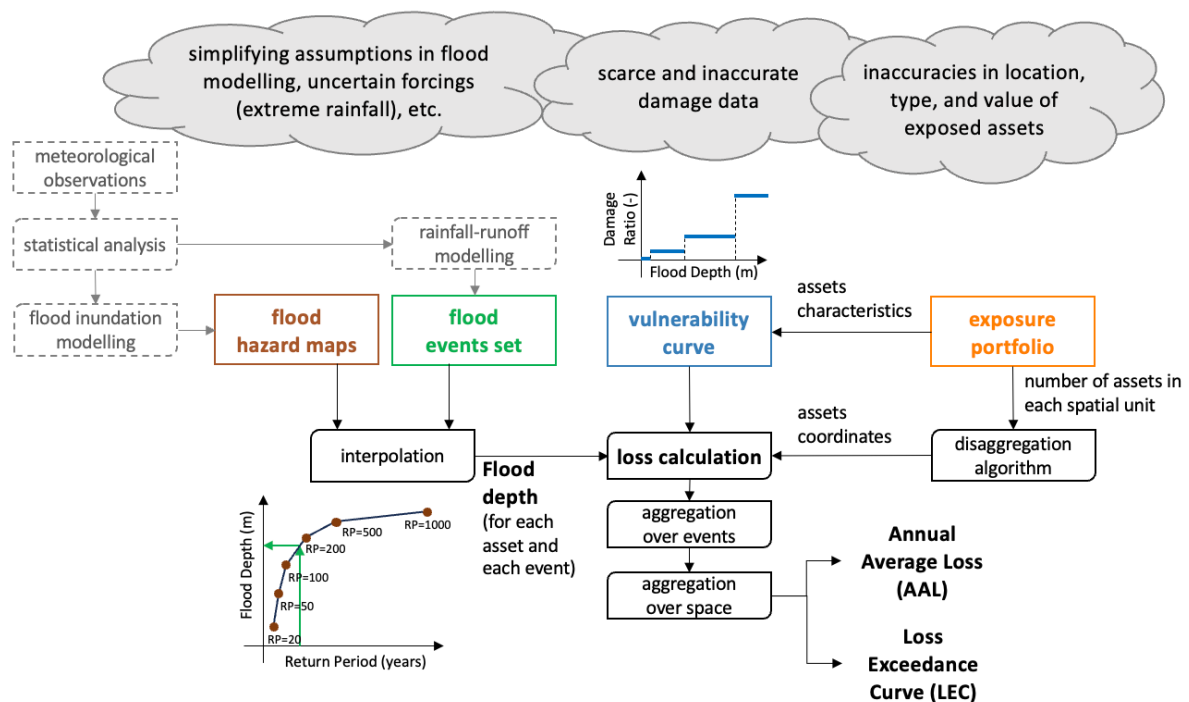 simplifying assumptions in flood
modelling, uncertain forcings
(extreme rainfall), etc.
scarce and inaccurate
damage data
inaccuracies in location,
type, and value of
exposed assets
meteorological
observations
statistical analysis
rainfall-runoff
modelling
flood inundation
modelling
flood
hazard maps
flood
events set
Damage
Ratio (-)
Flood Depth (m)
vulnerability
curve
assets
characteristics
exposure
portfolio
number of assets in
each spatial unit
interpolation
Flood
depth
(for each
asset and
each event)
loss calculation
assets
coordinates
disaggregation
algorithm
aggregation
over events
aggregation
over space
Annual
Average Loss
(AAL)
Loss
Exceedance
Curve (LEC)
Flood Depth (m)
RP=1000
RP=500
RP=200
RP=100
RP=50
RP=20
Return Period (years)